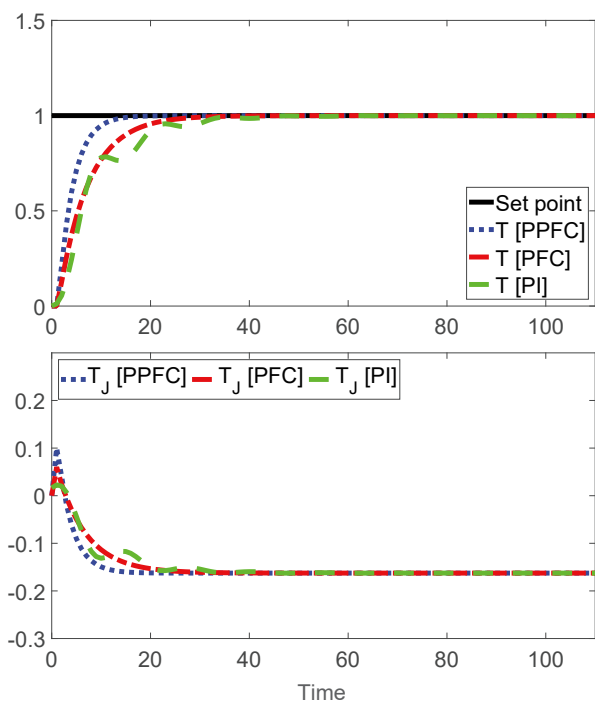 1.5
1
0.5
0
Set point
T [PPFC]
T [PFC]
T [PI]
0 20 40 60 80 100
T_J [PPFC] T_J [PFC] T_J [PI]
0.2
0.1
0
-0.1
-0.2
-0.3
0 20 40 60 80 100
Time